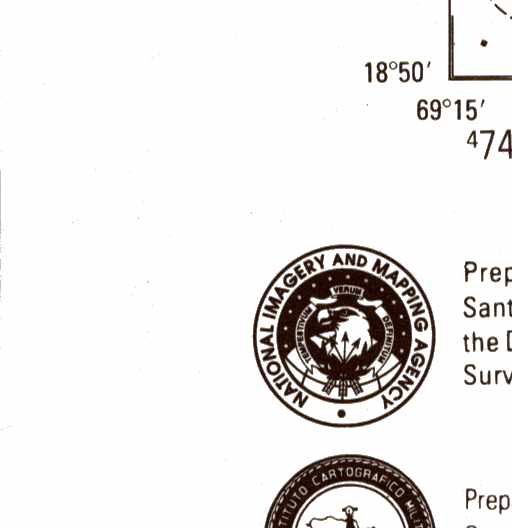 18°50′
69°15′
⁴74
NATIONAL IMAGERY AND MAPPING AGENCY
TEMPESTIVUM VERUM DEFINITUM
Prep
Sant
the D
Surv
TITUTO CARTOGRAFICO MILI
Prep